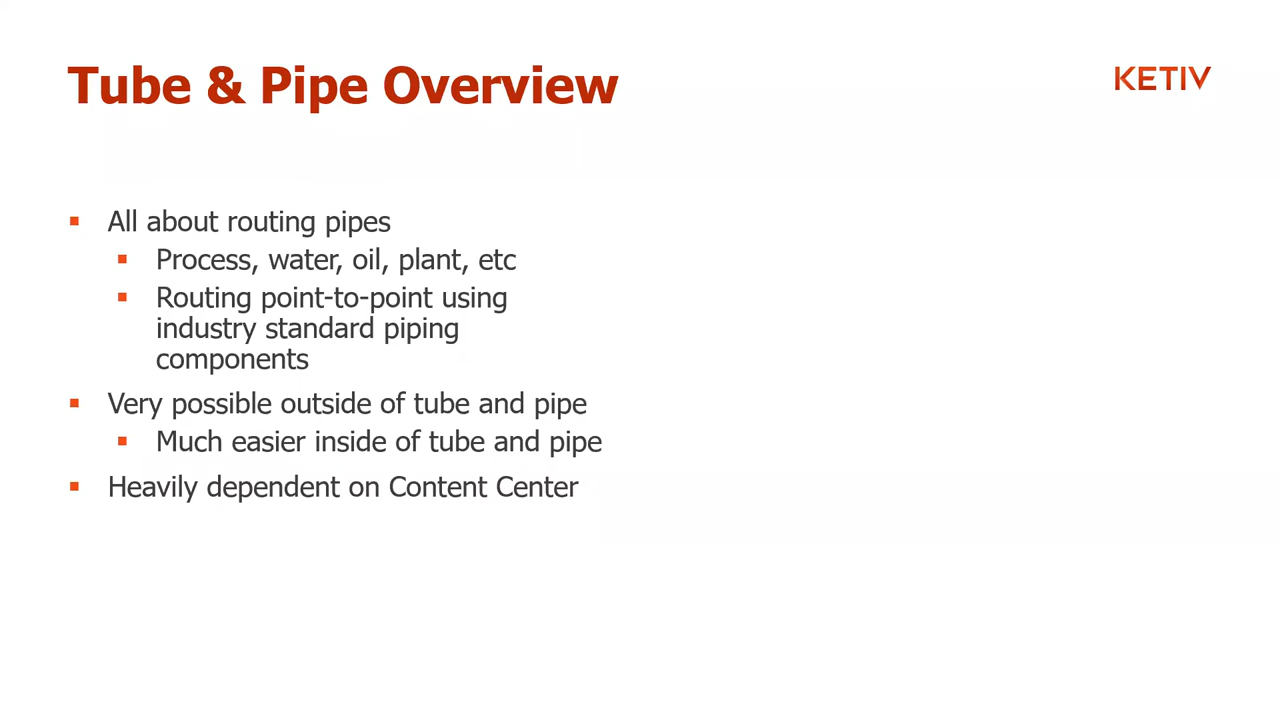 Tube & Pipe Overview
KETIV
All about routing pipes
Process, water, oil, plant, etc
Routing point-to-point using
industry standard piping
components
Very possible outside of tube and pipe
Much easier inside of tube and pipe
Heavily dependent on Content Center